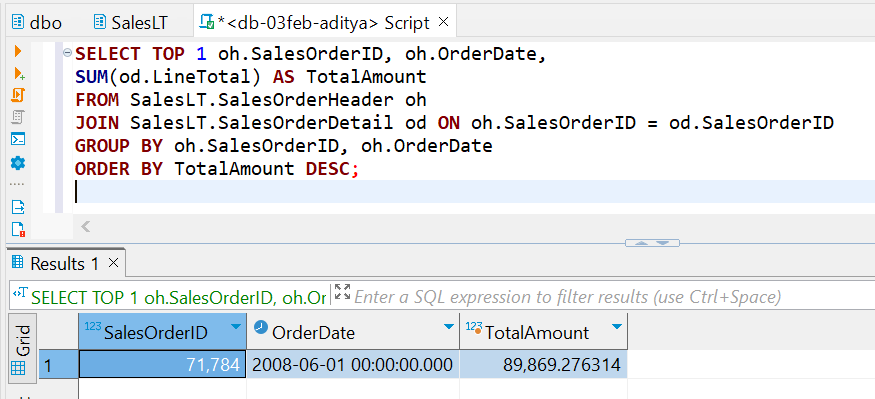 dbo SalesLT *<db-03feb-aditya> Script
SELECT TOP 1 oh.SalesOrderID, oh.OrderDate,
SUM(od.LineTotal) AS TotalAmount
FROM SalesLT.SalesOrderHeader oh
JOIN SalesLT.SalesOrderDetail od ON oh.SalesOrderID = od.SalesOrderID
GROUP BY oh.SalesOrderID, oh.OrderDate
ORDER BY TotalAmount DESC;
Results 1
SELECT TOP 1 oh.SalesOrderID, oh.Or Enter a SQL expression to filter results (use Ctrl+Space)
Grid
123 SalesOrderID OrderDate 123 TotalAmount
1 71,784 2008-06-01 00:00:00.000 89,869.276314